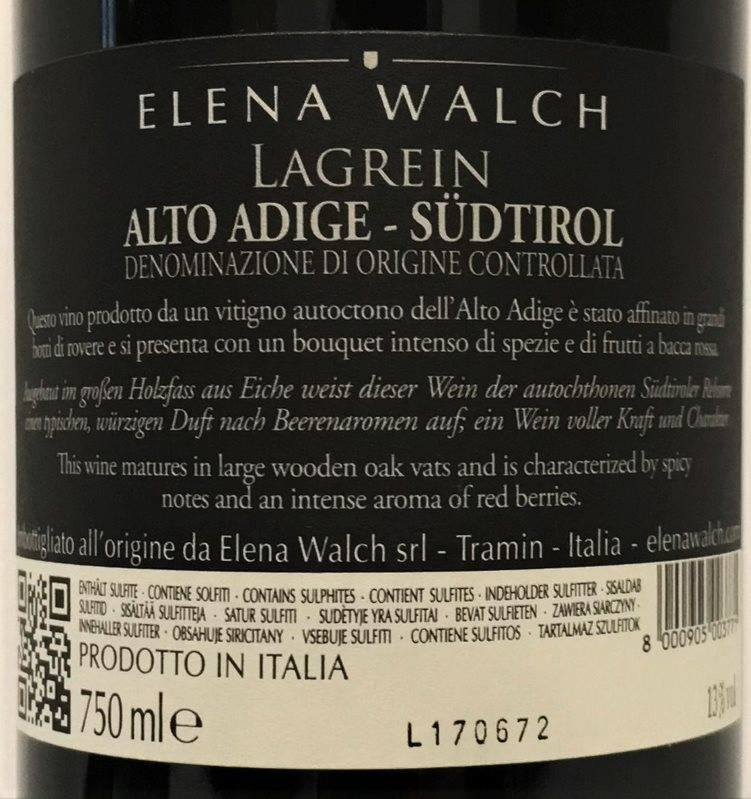 ELENA WALCH
LAGREIN
ALTO ADIGE - SÜDTIROL
DENOMINAZIONE DI ORIGINE CONTROLLATA
Questo vino prodotto da un vitigno autoctono dell'Alto Adige è stato affinato in grandi
botti di rovere e si presenta con un bouquet intenso di spezie e di frutti a bacca rossa.
Ausgebaut im großen Holzfass aus Eiche weist dieser Wein der autochthonen Südtiroler Rebsorte
einen typischen, würzigen Duft nach Beerenaromen auf; ein Wein voller Kraft und Charakter.
This wine matures in large wooden oak vats and is characterized by spicy
notes and an intense aroma of red berries.
imbottigliato all'origine da Elena Walch srl - Tramin - Italia - elenawalch.com
ENTHÄLT SULFITE · CONTIENE SOLFITI · CONTAINS SULPHITES · CONTIENT SULFITES · INDEHOLDER SULFITTER · SISALDAB
SULFITID · SISÄLTÄÄ SULFITTEJA · SATUR SULFITI · SUDĖTYJE YRA SULFITAI · BEVAT SULFIETEN · ZAWIERA SIARCZYNY ·
INNEHALLER SULFITER · OBSAHUJE SIRICITANY · VSEBUJE SULFITI · CONTIENE SULFITOS · TARTALMAZ SZULFITOK
8 000905 00377
PRODOTTO IN ITALIA
750 ml e
L170672
13% vol